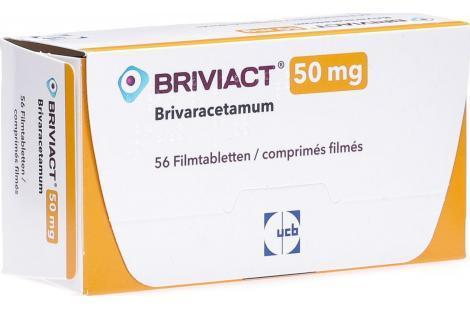 BRIVIACT® 50 mg
Brivaracetamum
56 Filmtabletten / comprimés filmés
ucb
BRIVIACT® 50 mg
Brivaracetamum
56 Filmtabletten /
comprimés filmés